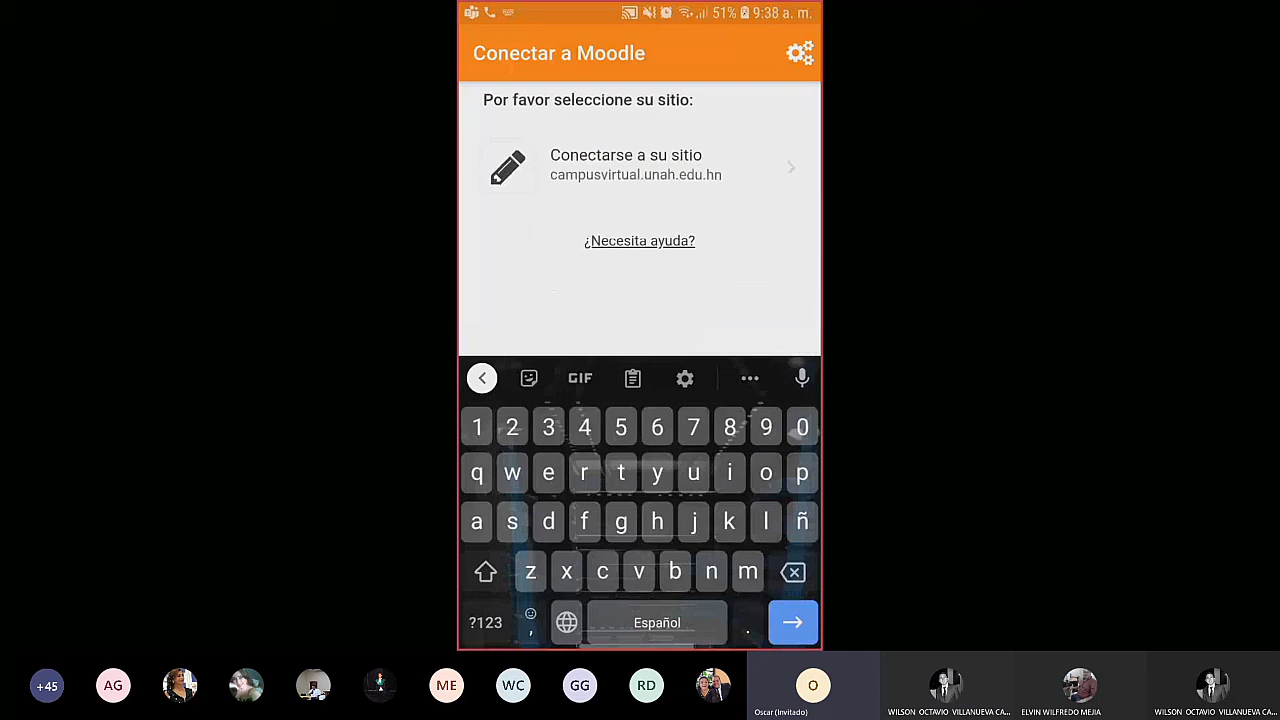 51% 9:38 a. m.
Conectar a Moodle
Por favor seleccione su sitio:
Conectarse a su sitio
campusvirtual.unah.edu.hn
¿Necesita ayuda?
GIF
1 2 3 4 5 6 7 8 9 0
q w e r t y u i o p
a s d f g h j k l ñ
z x c v b n m
?123 , Español .
+45 AG ME WC GG RD O
Oscar (Invitado) WILSON OCTAVIO VILLANUEVA CA... ELVIN WILFREDO MEJIA WILSON OCTAVIO VILLANUEVA CA...